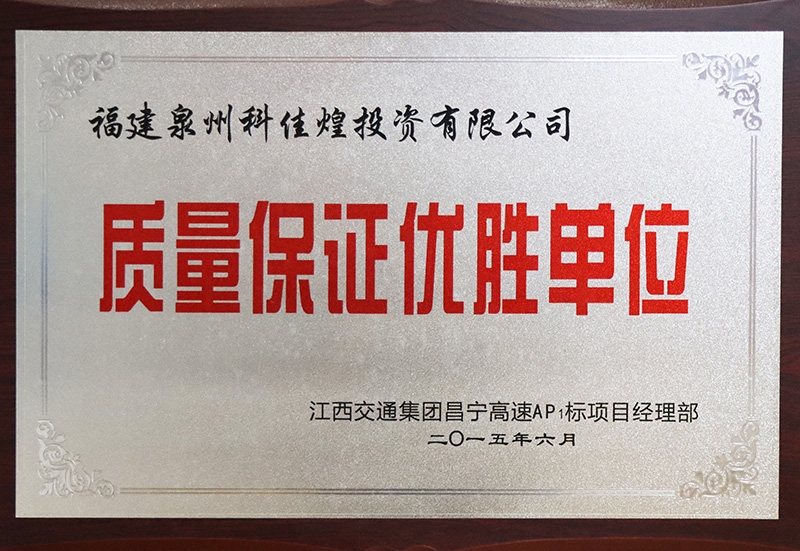 福建泉州科佳煌投资有限公司
质量保证优胜单位
江西交通集团昌宁高速AP1标项目经理部
二〇一五年六月